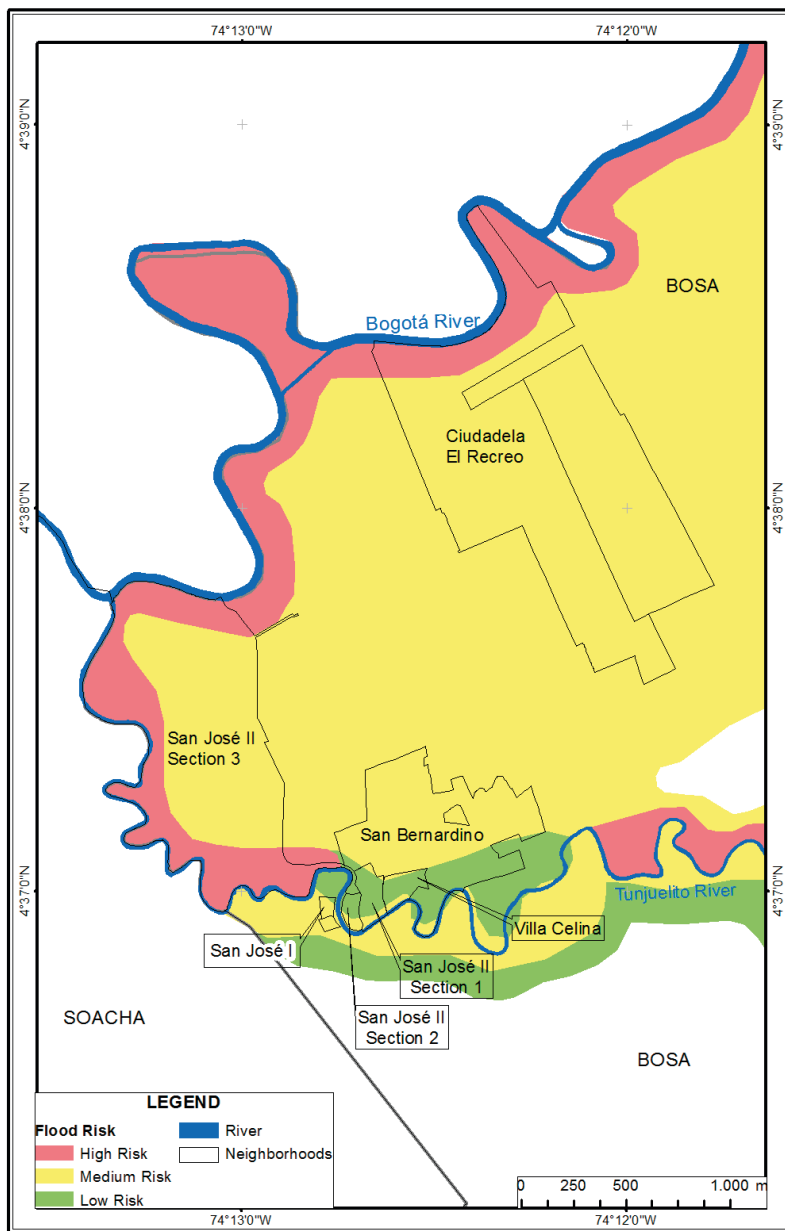 74°13'0"W
74°12'0"W
4°39'0"N
4°39'0"N
BOSA
Bogotá River
Ciudadela
El Recreo
4°38'0"N
4°38'0"N
San José II
Section 3
San Bernardino
4°37'0"N
4°37'0"N
Tunjuelito River
Villa Celina
San José I
San José II
Section 1
San José II
Section 2
SOACHA
BOSA
LEGEND
Flood Risk
High Risk
Medium Risk
Low Risk
River
Neighborhoods
0 250 500 1.000 m
74°13'0"W
74°12'0"W